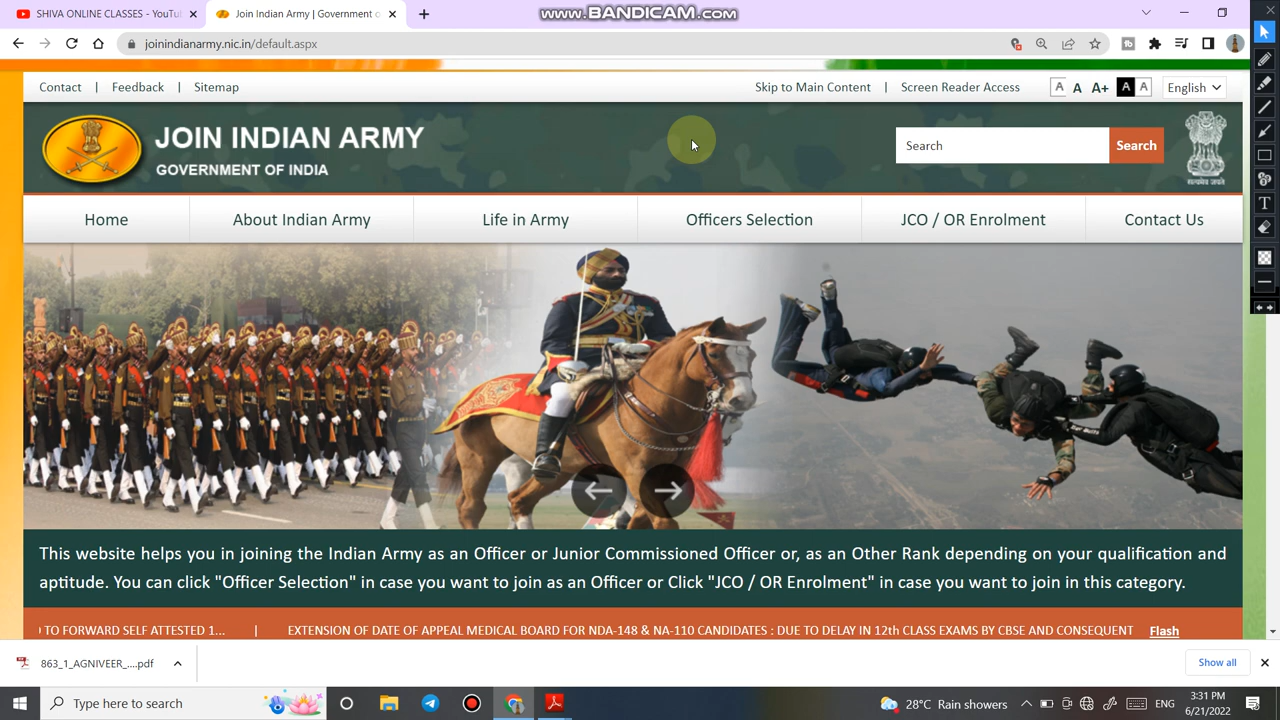 SHIVA ONLINE CLASSES - YouTu
Join Indian Army | Government o
WWW.BANDICAM.COM
joinindianarmy.nic.in/default.aspx
Contact | Feedback | Sitemap
Skip to Main Content | Screen Reader Access
A A A+ A A
English
JOIN INDIAN ARMY
GOVERNMENT OF INDIA
Search
Search
सत्यमेव जयते
Home
About Indian Army
Life in Army
Officers Selection
JCO / OR Enrolment
Contact Us
This website helps you in joining the Indian Army as an Officer or Junior Commissioned Officer or, as an Other Rank depending on your qualification and
aptitude. You can click "Officer Selection" in case you want to join as an Officer or Click "JCO / OR Enrolment" in case you want to join in this category.
TO FORWARD SELF ATTESTED 1... | EXTENSION OF DATE OF APPEAL MEDICAL BOARD FOR NDA-148 & NA-110 CANDIDATES : DUE TO DELAY IN 12th CLASS EXAMS BY CBSE AND CONSEQUENT
Flash
863_1_AGNIVEER_....pdf
Show all
Type here to search
28°C Rain showers
ENG
3:31 PM
6/21/2022